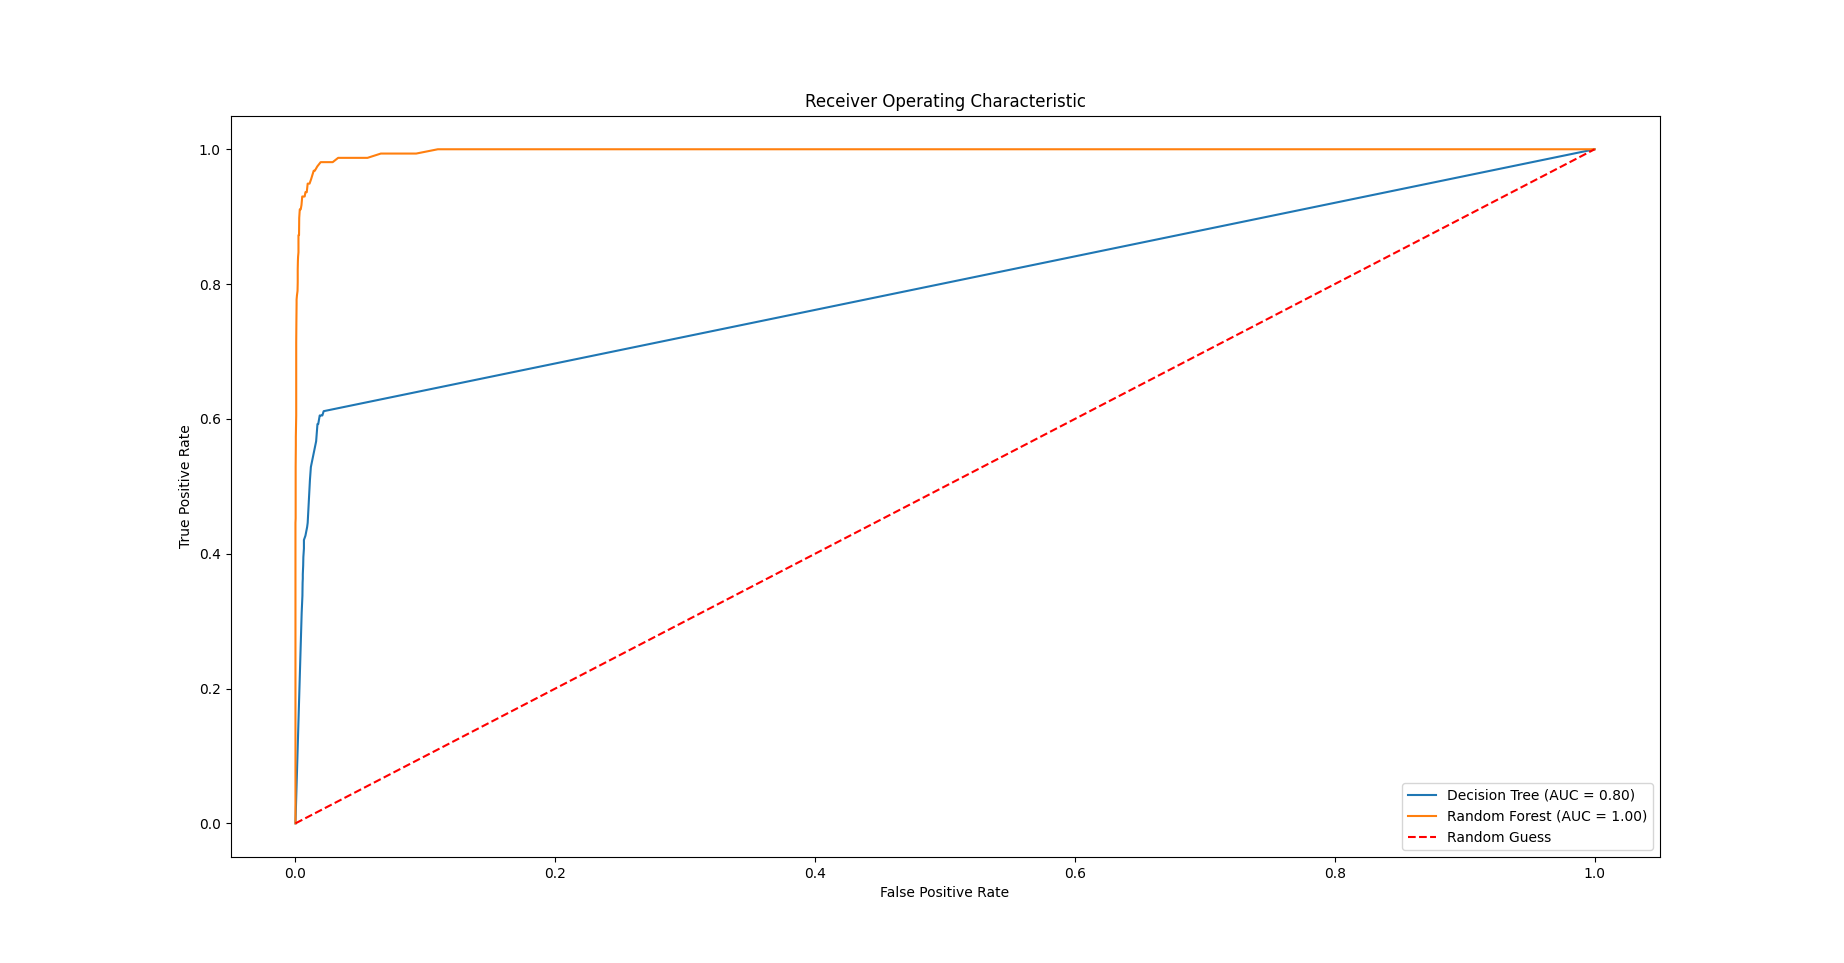 Receiver Operating Characteristic
1.0
0.8
0.6
0.4
0.2
0.0
True Positive Rate
0.0 0.2 0.4 0.6 0.8 1.0
False Positive Rate
Decision Tree (AUC = 0.80)
Random Forest (AUC = 1.00)
Random Guess